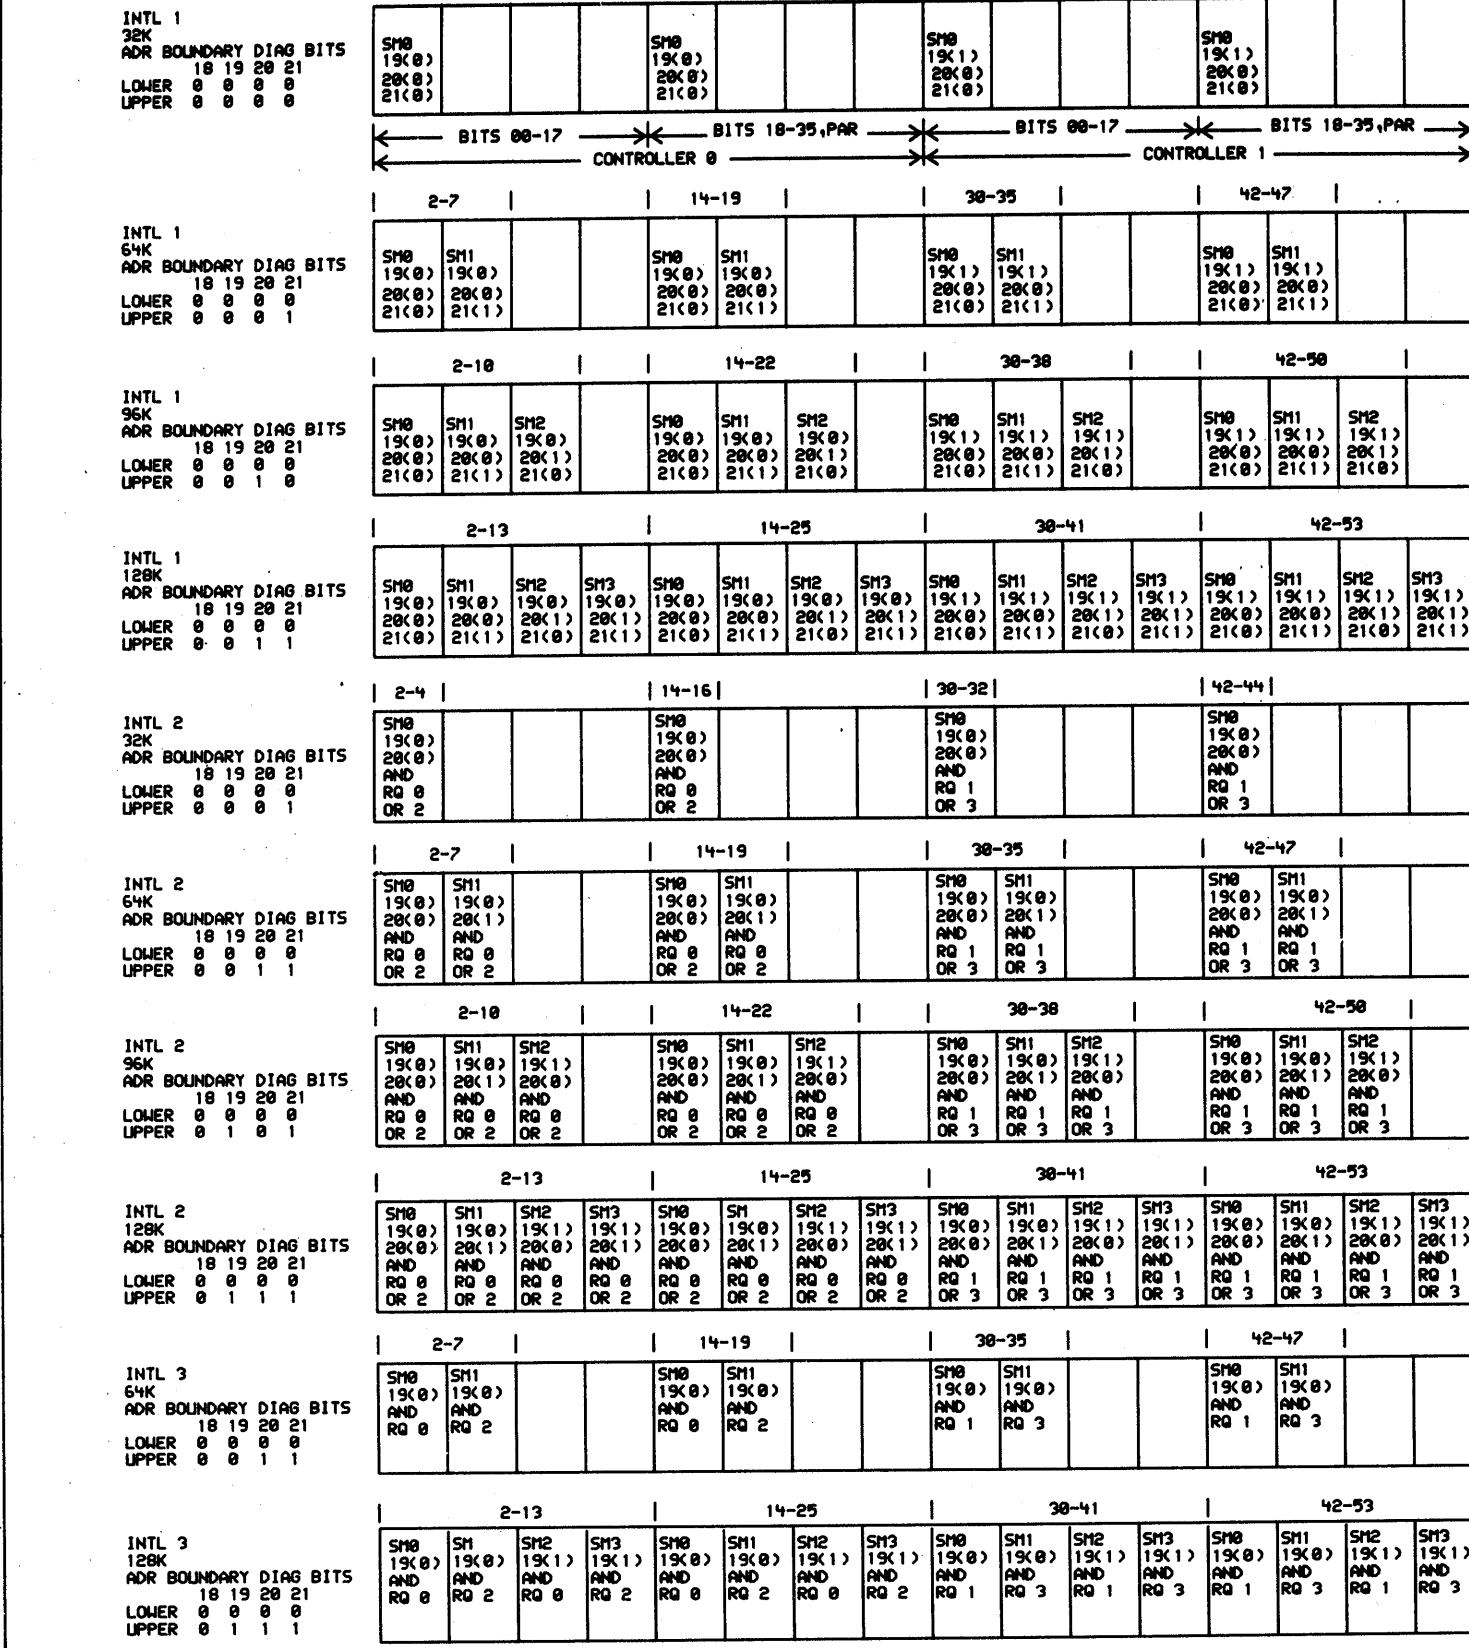 INTL 1
32K
ADR BOUNDARY DIAG BITS
18 19 20 21
LOWER 0 0 0 0
UPPER 0 0 0 0
SM0 SM0 SM0 SM0
19(0) 19(0) 19(1) 19(1)
20(0) 20(0) 20(0) 20(0)
21(0) 21(0) 21(0) 21(0)
BITS 00-17 BITS 18-35,PAR BITS 00-17 BITS 18-35,PAR
CONTROLLER 0 CONTROLLER 1
2-7 14-19 30-35 42-47
INTL 1
64K
ADR BOUNDARY DIAG BITS
18 19 20 21
LOWER 0 0 0 0
UPPER 0 0 0 1
SM0 SM1 SM0 SM1 SM0 SM1 SM0 SM1
19(0) 19(0) 19(0) 19(0) 19(1) 19(1) 19(1) 19(1)
20(0) 20(0) 20(0) 20(0) 20(0) 20(0) 20(0) 20(0)
21(0) 21(1) 21(0) 21(1) 21(0) 21(1) 21(0) 21(1)
2-10 14-22 30-38 42-50
INTL 1
96K
ADR BOUNDARY DIAG BITS
18 19 20 21
LOWER 0 0 0 0
UPPER 0 0 1 0
SM0 SM1 SM2 SM0 SM1 SM2 SM0 SM1 SM2 SM0 SM1 SM2
19(0) 19(0) 19(0) 19(0) 19(0) 19(0) 19(1) 19(1) 19(1) 19(1) 19(1) 19(1)
20(0) 20(0) 20(1) 20(0) 20(0) 20(1) 20(0) 20(0) 20(1) 20(0) 20(0) 20(1)
21(0) 21(1) 21(0) 21(0) 21(1) 21(0) 21(0) 21(1) 21(0) 21(0) 21(1) 21(0)
2-13 14-25 30-41 42-53
INTL 1
128K
ADR BOUNDARY DIAG BITS
18 19 20 21
LOWER 0 0 0 0
UPPER 0 0 1 1
SM0 SM1 SM2 SM3 SM0 SM1 SM2 SM3 SM0 SM1 SM2 SM3 SM0 SM1 SM2 SM3
19(0) 19(0) 19(0) 19(0) 19(0) 19(0) 19(0) 19(0) 19(1) 19(1) 19(1) 19(1) 19(1) 19(1) 19(1) 19(1)
20(0) 20(0) 20(1) 20(1) 20(0) 20(0) 20(1) 20(1) 20(0) 20(0) 20(1) 20(1) 20(0) 20(0) 20(1) 20(1)
21(0) 21(1) 21(0) 21(1) 21(0) 21(1) 21(0) 21(1) 21(0) 21(1) 21(0) 21(1) 21(0) 21(1) 21(0) 21(1)
2-4 14-16 30-32 42-44
INTL 2
32K
ADR BOUNDARY DIAG BITS
18 19 20 21
LOWER 0 0 0 0
UPPER 0 0 0 1
SM0 SM0 SM0 SM0
19(0) 19(0) 19(0) 19(0)
20(0) 20(0) 20(0) 20(0)
AND AND AND AND
RQ 0 RQ 0 RQ 1 RQ 1
OR 2 OR 2 OR 3 OR 3
2-7 14-19 30-35 42-47
INTL 2
64K
ADR BOUNDARY DIAG BITS
18 19 20 21
LOWER 0 0 0 0
UPPER 0 0 1 1
SM0 SM1 SM0 SM1 SM0 SM1 SM0 SM1
19(0) 19(0) 19(0) 19(0) 19(0) 19(0) 19(0) 19(0)
20(0) 20(1) 20(0) 20(1) 20(0) 20(1) 20(0) 20(1)
AND AND AND AND AND AND AND AND
RQ 0 RQ 0 RQ 0 RQ 0 RQ 1 RQ 1 RQ 1 RQ 1
OR 2 OR 2 OR 2 OR 2 OR 3 OR 3 OR 3 OR 3
2-10 14-22 30-38 42-50
INTL 2
96K
ADR BOUNDARY DIAG BITS
18 19 20 21
LOWER 0 0 0 0
UPPER 0 1 0 1
SM0 SM1 SM2 SM0 SM1 SM2 SM0 SM1 SM2 SM0 SM1 SM2
19(0) 19(0) 19(1) 19(0) 19(0) 19(1) 19(0) 19(0) 19(1) 19(0) 19(0) 19(1)
20(0) 20(1) 20(0) 20(0) 20(1) 20(0) 20(0) 20(1) 20(0) 20(0) 20(1) 20(0)
AND AND AND AND AND AND AND AND AND AND AND AND
RQ 0 RQ 0 RQ 0 RQ 0 RQ 0 RQ 0 RQ 1 RQ 1 RQ 1 RQ 1 RQ 1 RQ 1
OR 2 OR 2 OR 2 OR 2 OR 2 OR 2 OR 3 OR 3 OR 3 OR 3 OR 3 OR 3
2-13 14-25 30-41 42-53
INTL 2
128K
ADR BOUNDARY DIAG BITS
18 19 20 21
LOWER 0 0 0 0
UPPER 0 1 1 1
SM0 SM1 SM2 SM3 SM0 SM SM2 SM3 SM0 SM1 SM2 SM3 SM0 SM1 SM2 SM3
19(0) 19(0) 19(1) 19(1) 19(0) 19(0) 19(1) 19(1) 19(0) 19(0) 19(1) 19(1) 19(0) 19(0) 19(1) 19(1)
20(0) 20(1) 20(0) 20(1) 20(0) 20(1) 20(0) 20(1) 20(0) 20(1) 20(0) 20(1) 20(0) 20(1) 20(0) 20(1)
AND AND AND AND AND AND AND AND AND AND AND AND AND AND AND AND
RQ 0 RQ 0 RQ 0 RQ 0 RQ 0 RQ 0 RQ 0 RQ 0 RQ 1 RQ 1 RQ 1 RQ 1 RQ 1 RQ 1 RQ 1 RQ 1
OR 2 OR 2 OR 2 OR 2 OR 2 OR 2 OR 2 OR 2 OR 3 OR 3 OR 3 OR 3 OR 3 OR 3 OR 3 OR 3
2-7 14-19 30-35 42-47
INTL 3
64K
ADR BOUNDARY DIAG BITS
18 19 20 21
LOWER 0 0 0 0
UPPER 0 0 1 1
SM0 SM1 SM0 SM1 SM0 SM1 SM0 SM1
19(0) 19(0) 19(0) 19(0) 19(0) 19(0) 19(0) 19(0)
AND AND AND AND AND AND AND AND
RQ 0 RQ 2 RQ 0 RQ 2 RQ 1 RQ 3 RQ 1 RQ 3
2-13 14-25 30-41 42-53
INTL 3
128K
ADR BOUNDARY DIAG BITS
18 19 20 21
LOWER 0 0 0 0
UPPER 0 1 1 1
SM0 SM SM2 SM3 SM0 SM1 SM2 SM3 SM0 SM1 SM2 SM3 SM0 SM1 SM2 SM3
19(0) 19(0) 19(1) 19(1) 19(0) 19(0) 19(1) 19(1) 19(0) 19(0) 19(1) 19(1) 19(0) 19(0) 19(1) 19(1)
AND AND AND AND AND AND AND AND AND AND AND AND AND AND AND AND
RQ 0 RQ 2 RQ 0 RQ 2 RQ 0 RQ 2 RQ 0 RQ 2 RQ 1 RQ 3 RQ 1 RQ 3 RQ 1 RQ 3 RQ 1 RQ 3